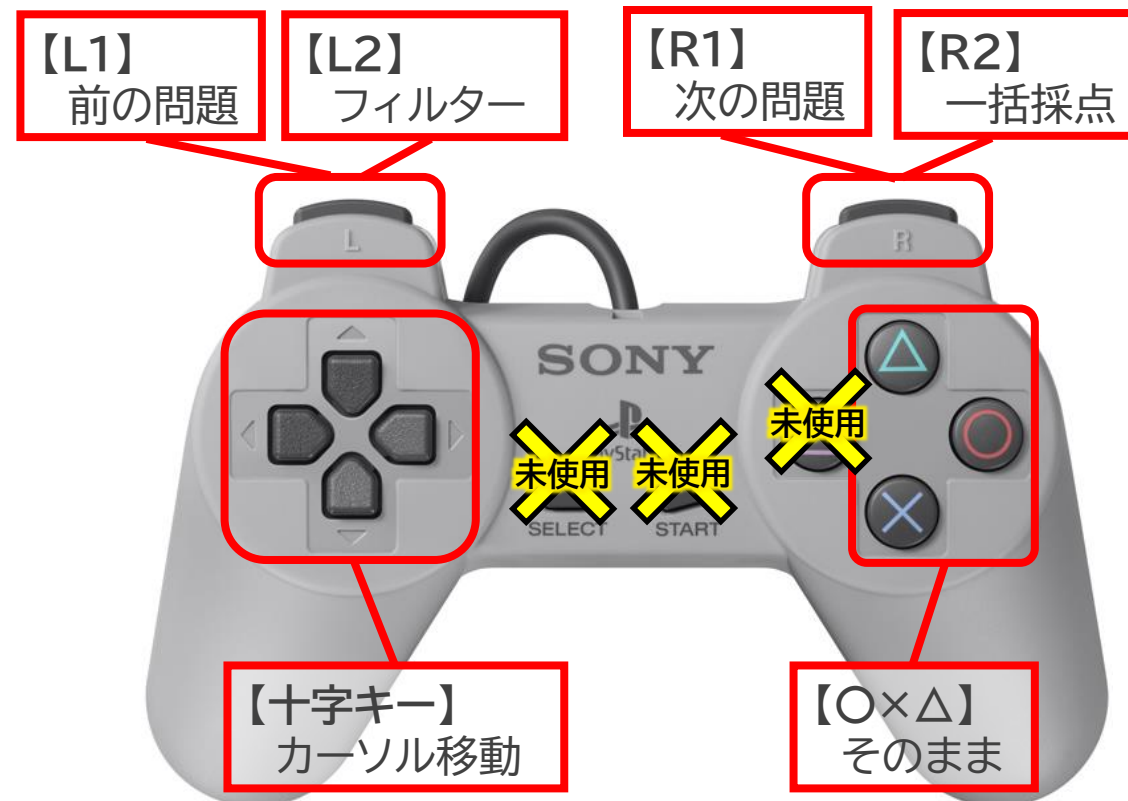 【L1】
前の問題
【L2】
フィルター
【R1】
次の問題
【R2】
一括採点
L
R
SONY
未使用
未使用
未使用
SELECT
START
【十字キー】
カーソル移動
【〇×△】
そのまま